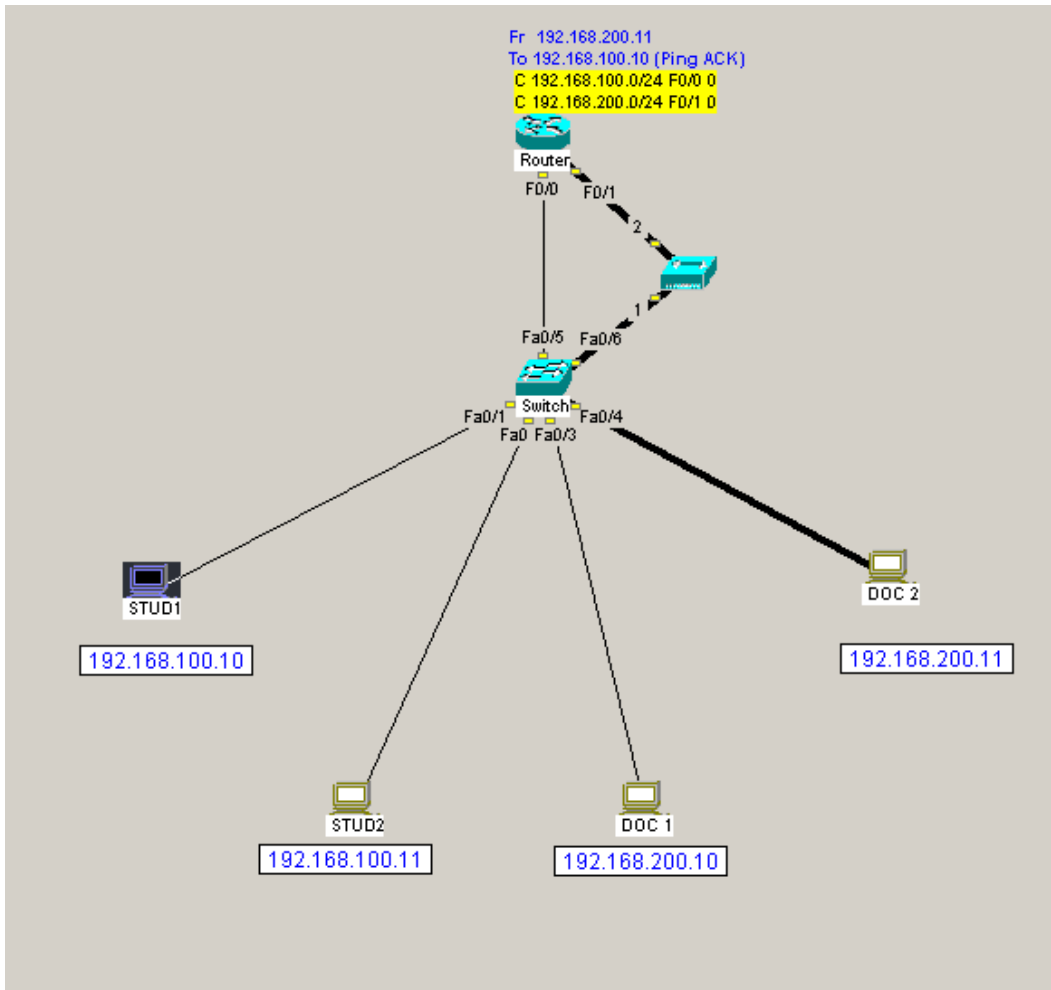 Fr 192.168.200.11
To 192.168.100.10 (Ping ACK)
C 192.168.100.0/24 F0/0 0
C 192.168.200.0/24 F0/1 0
Router
F0/0
F0/1
2
1
Fa0/5 Fa0/6
Switch
Fa0/1
Fa0/4
Fa0 Fa0/3
STUD1
DOC 2
192.168.100.10
192.168.200.11
STUD2
DOC 1
192.168.100.11
192.168.200.10